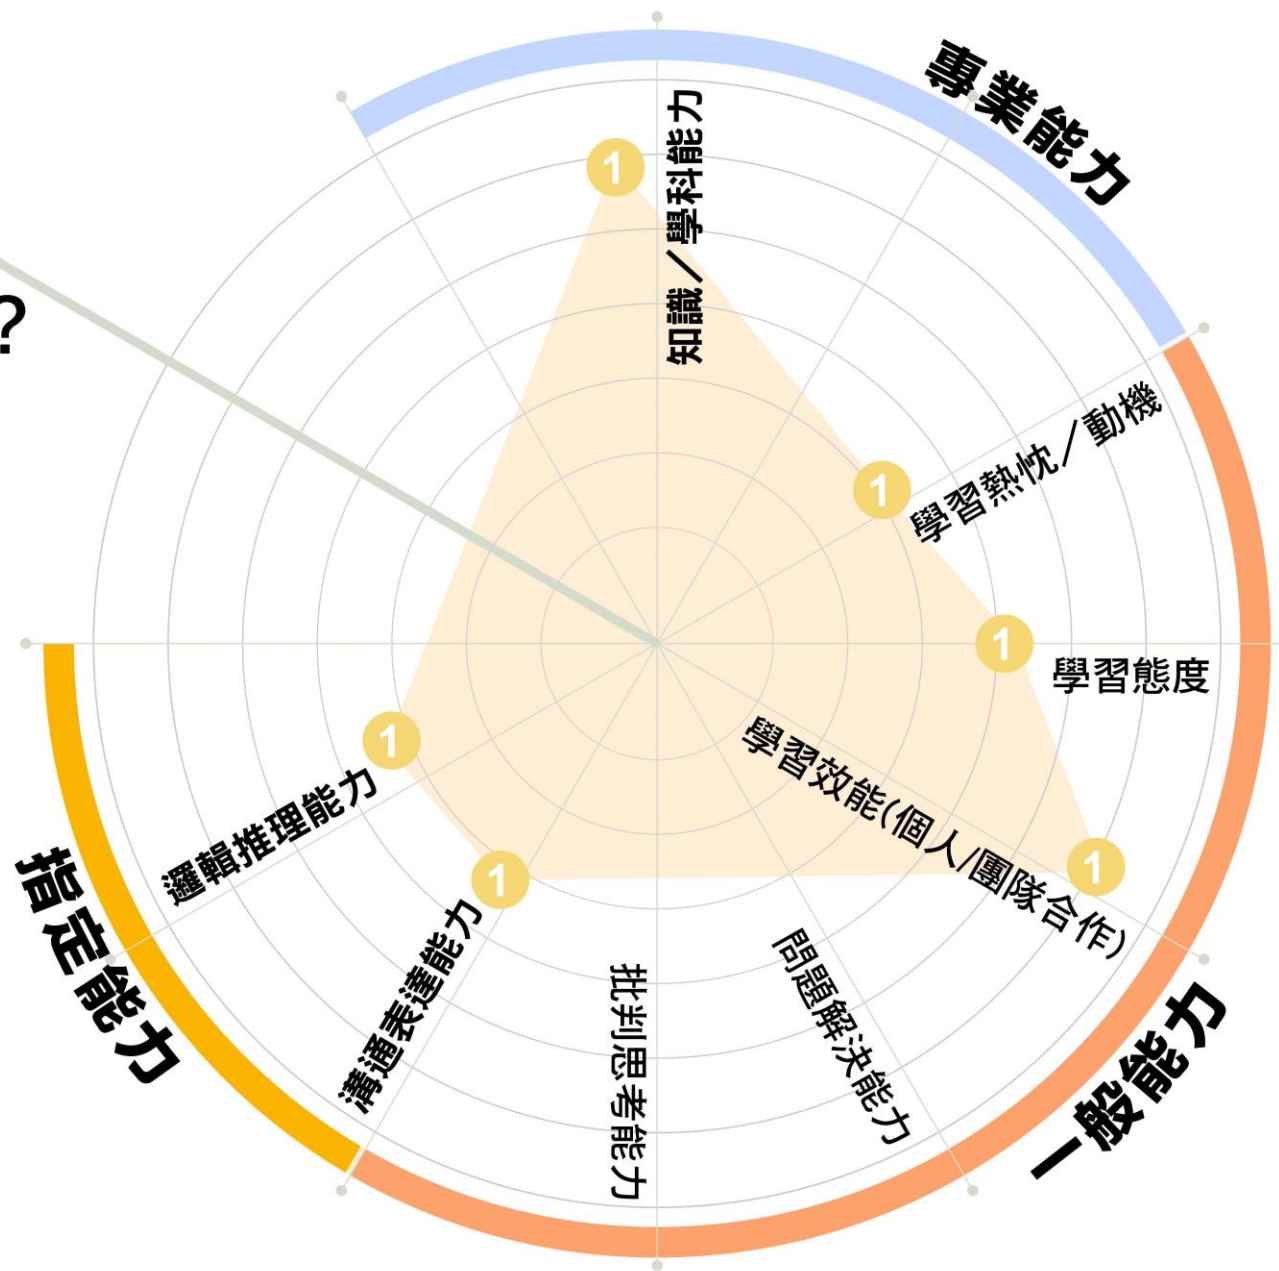 ?
專業能力
知識／學科能力
1
學習熱忱／動機
1
學習態度
1
學習效能(個人/團隊合作)
1
一般能力
問題解決能力
批判思考能力
溝通表達能力
1
邏輯推理能力
1
指定能力